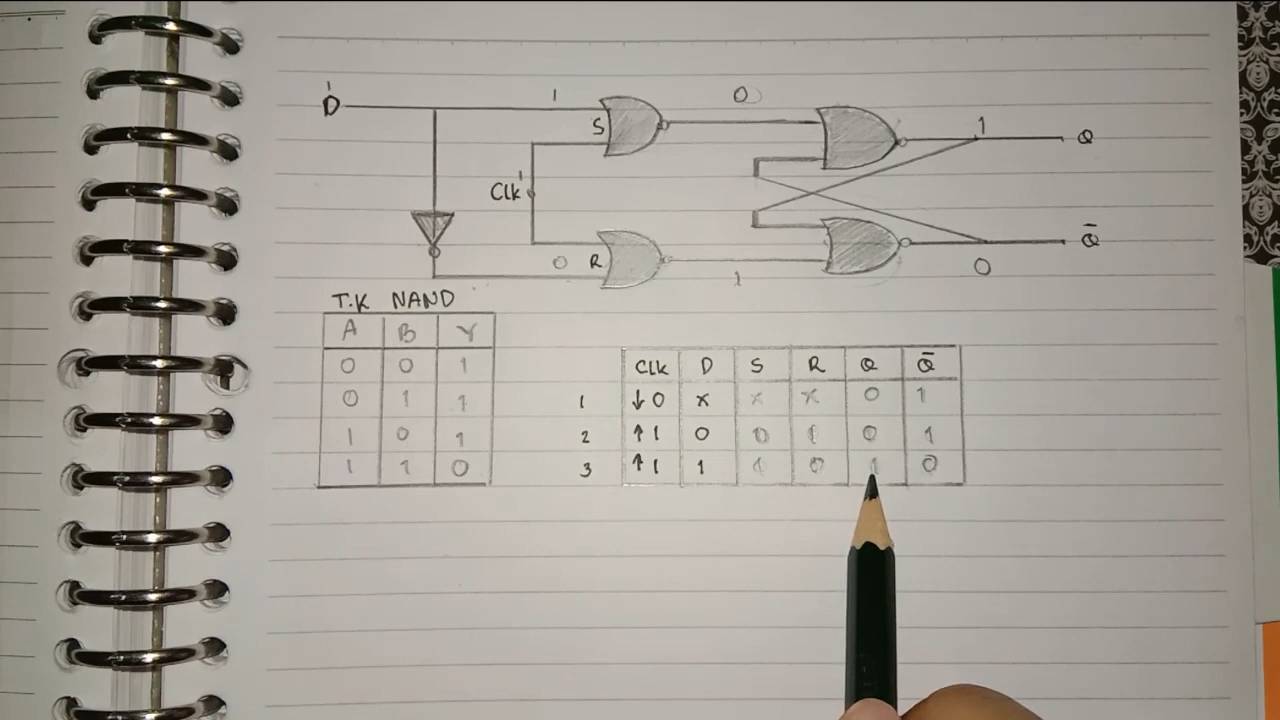 1
D 1 S 0 1 Q
Clk 1
0 R 1 0 Q̅
T.K NAND
A B Y
0 0 1
0 1 1
1 0 1
1 1 0
Clk D S R Q Q̅
1 ↓ 0 x x x 0 1
2 ↑ 1 0 0 1 0 1
3 ↑ 1 1 1 0 1 0